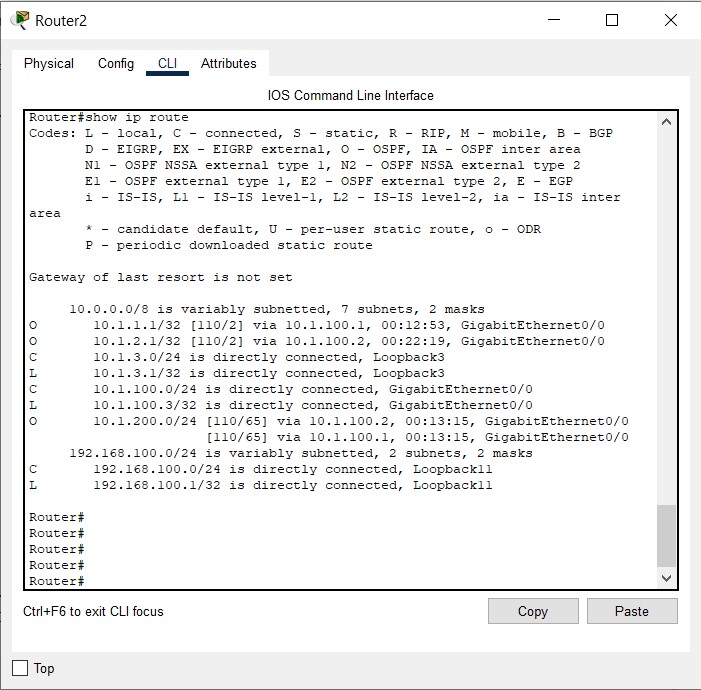 Router2
Physical Config CLI Attributes
IOS Command Line Interface
Router#show ip route
Codes: L - local, C - connected, S - static, R - RIP, M - mobile, B - BGP
       D - EIGRP, EX - EIGRP external, O - OSPF, IA - OSPF inter area
       N1 - OSPF NSSA external type 1, N2 - OSPF NSSA external type 2
       E1 - OSPF external type 1, E2 - OSPF external type 2, E - EGP
       i - IS-IS, L1 - IS-IS level-1, L2 - IS-IS level-2, ia - IS-IS inter
area
       * - candidate default, U - per-user static route, o - ODR
       P - periodic downloaded static route
Gateway of last resort is not set
     10.0.0.0/8 is variably subnetted, 7 subnets, 2 masks
O       10.1.1.1/32 [110/2] via 10.1.100.1, 00:12:53, GigabitEthernet0/0
O       10.1.2.1/32 [110/2] via 10.1.100.2, 00:22:19, GigabitEthernet0/0
C       10.1.3.0/24 is directly connected, Loopback3
L       10.1.3.1/32 is directly connected, Loopback3
C       10.1.100.0/24 is directly connected, GigabitEthernet0/0
L       10.1.100.3/32 is directly connected, GigabitEthernet0/0
O       10.1.200.0/24 [110/65] via 10.1.100.2, 00:13:15, GigabitEthernet0/0
                      [110/65] via 10.1.100.1, 00:13:15, GigabitEthernet0/0
     192.168.100.0/24 is variably subnetted, 2 subnets, 2 masks
C       192.168.100.0/24 is directly connected, Loopback11
L       192.168.100.1/32 is directly connected, Loopback11
Router#
Router#
Router#
Router#
Router#
Ctrl+F6 to exit CLI focus
Copy Paste
Top